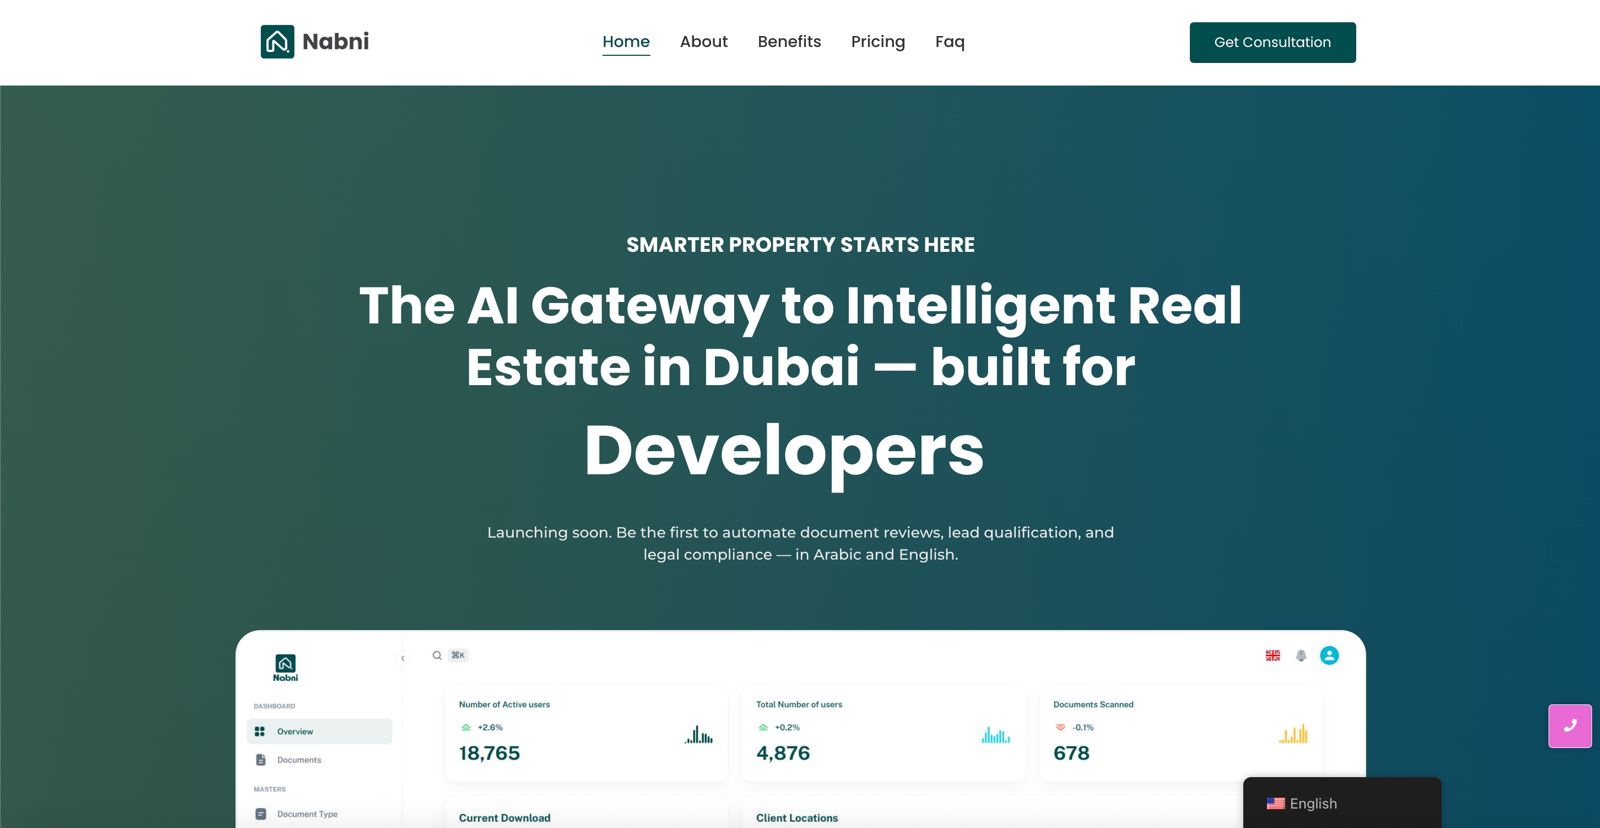 Nabni
Home
About
Benefits
Pricing
Faq
Get Consultation
SMARTER PROPERTY STARTS HERE
The AI Gateway to Intelligent Real
Estate in Dubai — built for
Developers
Launching soon. Be the first to automate document reviews, lead qualification, and
legal compliance — in Arabic and English.
Nabni
⌘K
DASHBOARD
Overview
Documents
MASTERS
Document Type
Number of Active users
+2.6%
18,765
Total Number of users
+0.2%
4,876
Documents Scanned
-0.1%
678
Current Download
Client Locations
English